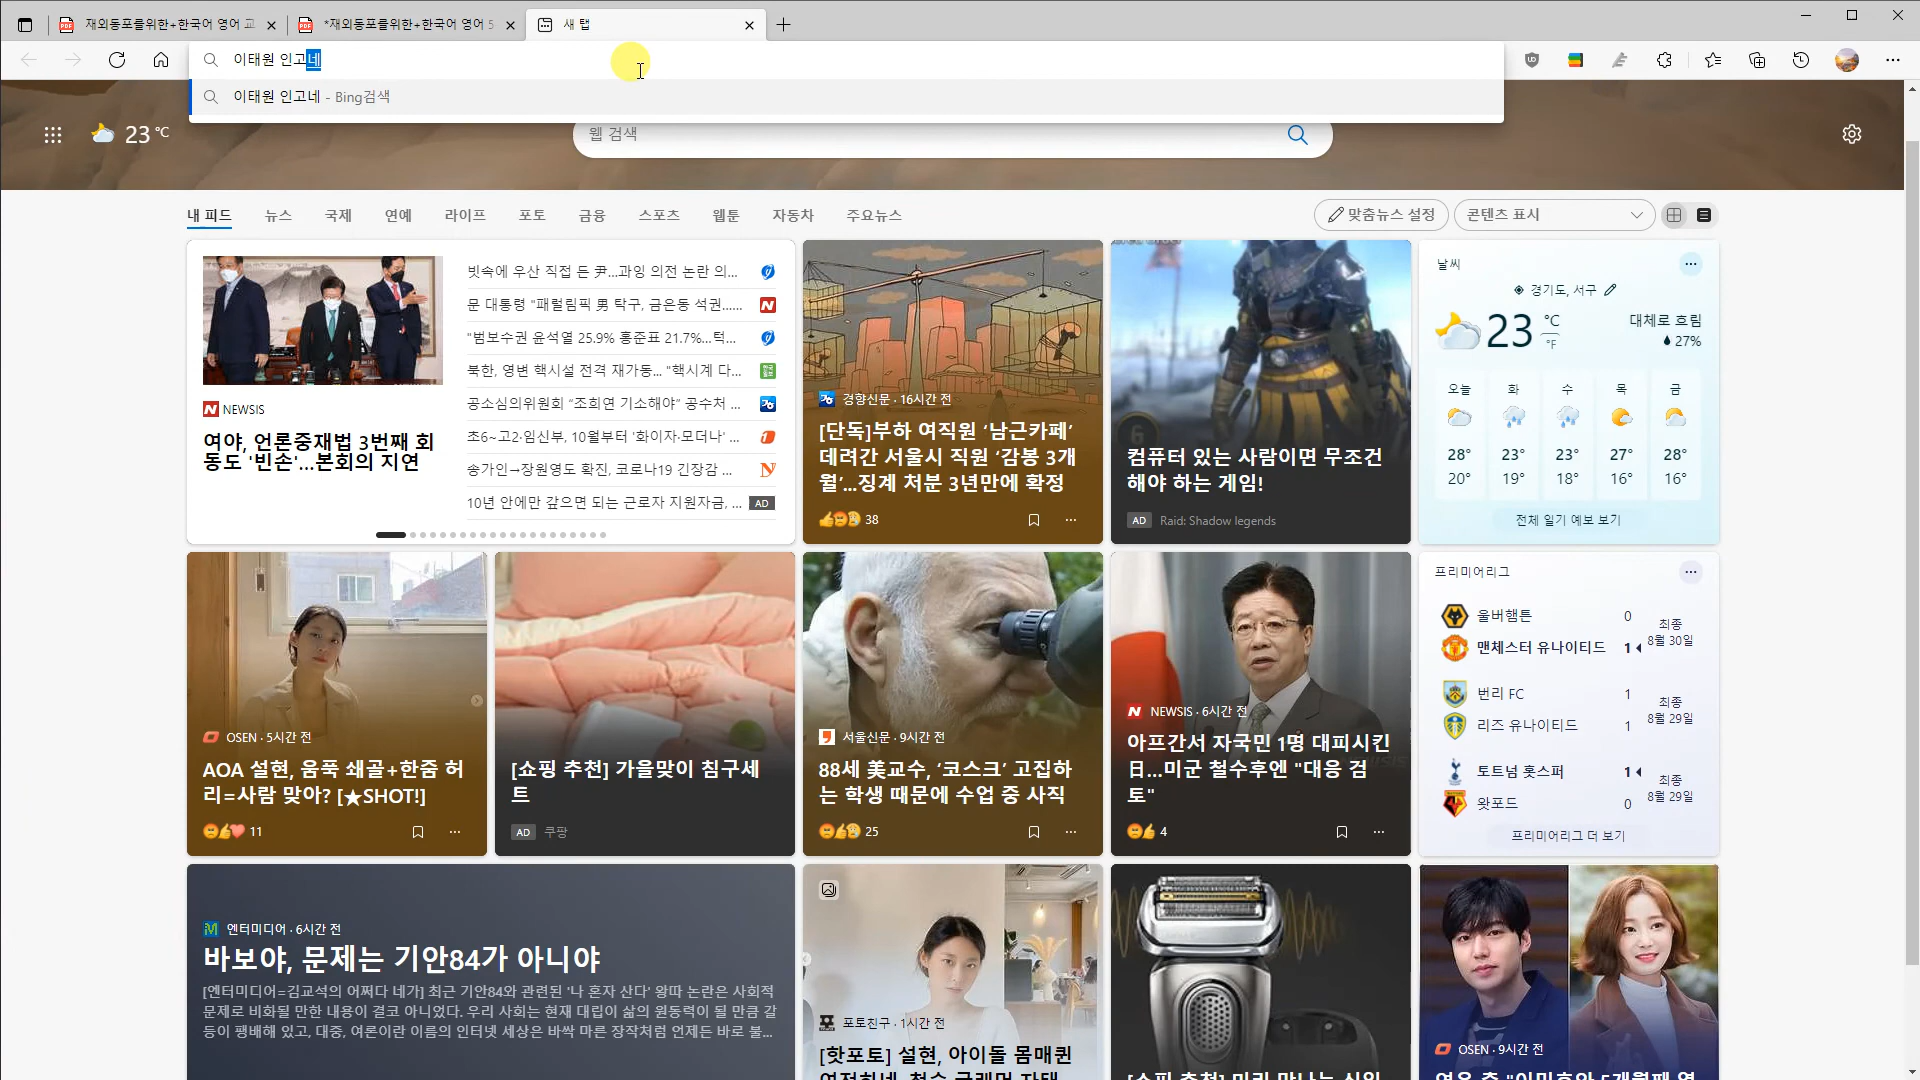 재외동포를위한+한국어 영어 교
*재외동포를위한+한국어 영어 5
새 탭
이태원 인고네
이태원 인고네 - Bing검색
23 °C
웹 검색
내 피드
뉴스
국제
연예
라이프
포토
금융
스포츠
웹툰
자동차
주요뉴스
맞춤뉴스 설정
콘텐츠 표시
NEWSIS
여야, 언론중재법 3번째 회
동도 '빈손'...본회의 지연
빗속에 우산 직접 든 尹...과잉 의전 논란 의...
문 대통령 "패럴림픽 男 탁구, 금은동 석권......
"범보수권 윤석열 25.9% 홍준표 21.7%...턱...
북한, 영변 핵시설 전격 재가동... "핵시계 다...
공소심의위원회 “조희연 기소해야” 공수처 ...
초6~고2·임신부, 10월부터 '화이자·모더나' ...
송가인→장원영도 확진, 코로나19 긴장감 ...
10년 안에만 갚으면 되는 근로자 지원자금, ... AD
경향신문 · 16시간 전
[단독]부하 여직원 ‘남근카페’
데려간 서울시 직원 ‘감봉 3개
월’...징계 처분 3년만에 확정
38
컴퓨터 있는 사람이면 무조건
해야 하는 게임!
AD Raid: Shadow legends
날씨
경기도, 서구
23 °C
°F
대체로 흐림
27%
오늘 화 수 목 금
28° 23° 23° 27° 28°
20° 19° 18° 16° 16°
전체 일기 예보 보기
OSEN · 5시간 전
AOA 설현, 움푹 쇄골+한줌 허
리=사람 맞아? [★SHOT!]
11
[쇼핑 추천] 가을맞이 침구세
트
AD 쿠팡
서울신문 · 9시간 전
88세 美교수, ‘코스크’ 고집하
는 학생 때문에 수업 중 사직
25
NEWSIS · 6시간 전
아프간서 자국민 1명 대피시킨
日...미군 철수후엔 "대응 검
토"
4
프리미어리그
울버햄튼 0
맨체스터 유나이티드 1
최종
8월 30일
번리 FC 1
리즈 유나이티드 1
최종
8월 29일
토트넘 홋스퍼 1
왓포드 0
최종
8월 29일
프리미어리그 더 보기
엔터미디어 · 6시간 전
바보야, 문제는 기안84가 아니야
[엔터미디어=김교석의 어쩌다 네가] 최근 기안84와 관련된 '나 혼자 산다' 왕따 논란은 사회적
문제로 비화될 만한 내용이 결코 아니었다. 우리 사회는 현재 대립이 삶의 원동력이 될 만큼 갈
등이 팽배해 있고, 대중, 여론이란 이름의 인터넷 세상은 바싹 마른 장작처럼 언제든 바로 불...
포토친구 · 1시간 전
[핫포토] 설현, 아이돌 몸매퀸
OSEN · 9시간 전